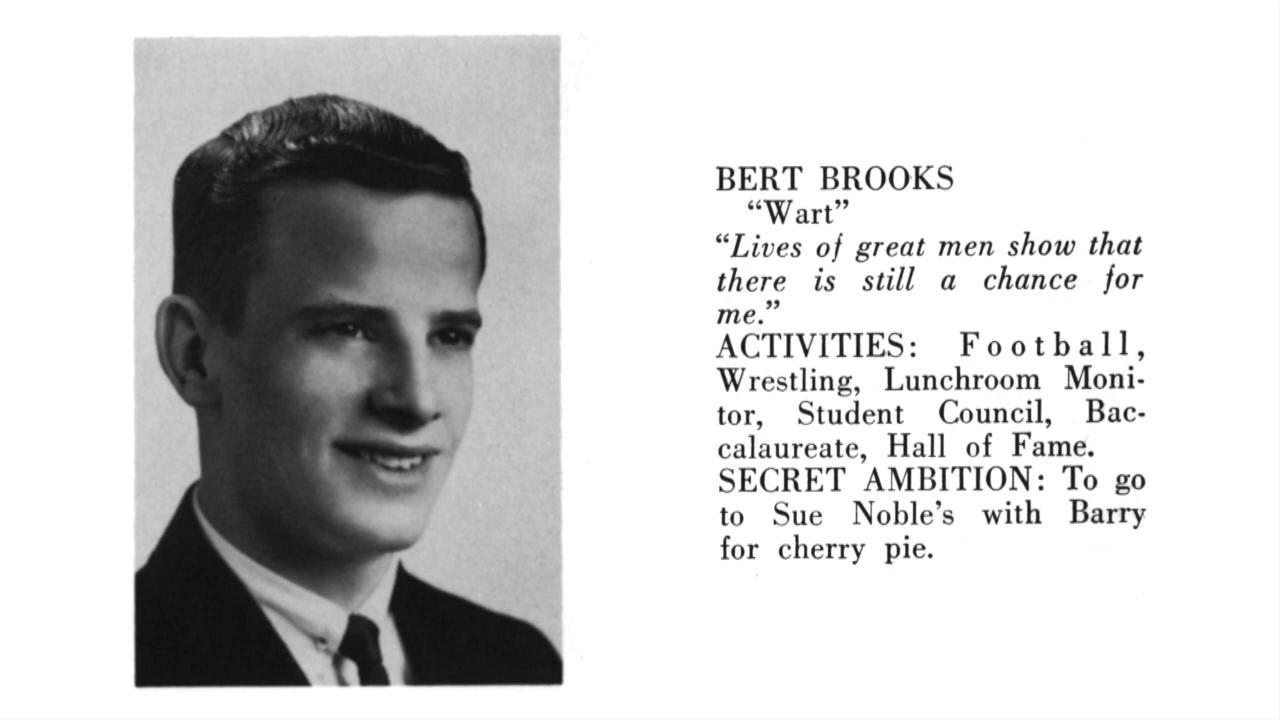 BERT BROOKS
“Wart”
“Lives of great men show that
there is still a chance for
me.”
ACTIVITIES: Football,
Wrestling, Lunchroom Moni-
tor, Student Council, Bac-
calaureate, Hall of Fame.
SECRET AMBITION: To go
to Sue Noble's with Barry
for cherry pie.